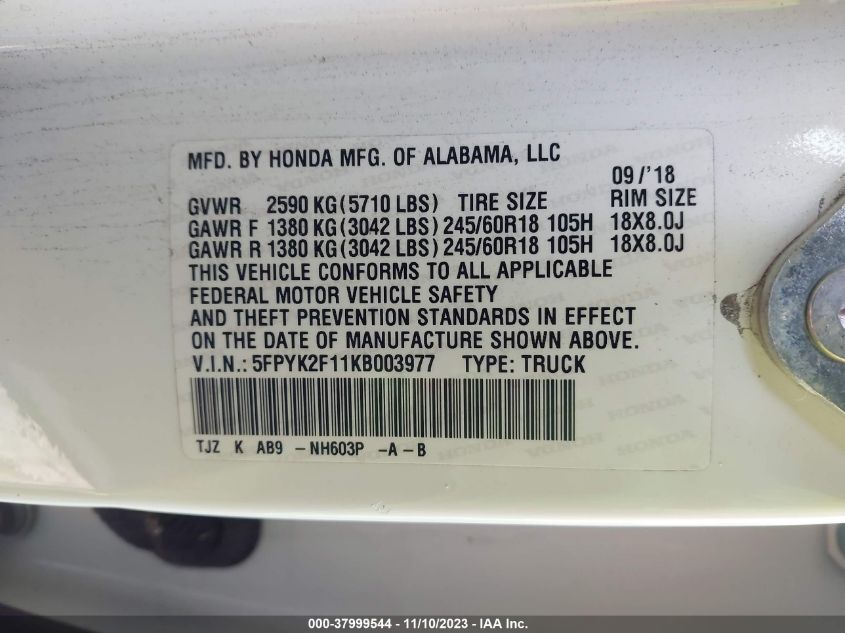 MFD. BY HONDA MFG. OF ALABAMA, LLC
09/'18
GVWR 2590 KG(5710 LBS) TIRE SIZE RIM SIZE
GAWR F 1380 KG(3042 LBS) 245/60R18 105H 18X8.0J
GAWR R 1380 KG(3042 LBS) 245/60R18 105H 18X8.0J
THIS VEHICLE CONFORMS TO ALL APPLICABLE
FEDERAL MOTOR VEHICLE SAFETY
AND THEFT PREVENTION STANDARDS IN EFFECT
ON THE DATE OF MANUFACTURE SHOWN ABOVE.
V.I.N.: 5FPYK2F11KB003977 TYPE: TRUCK
TJZ K AB9 -NH603P -A-B
000-37999544 - 11/10/2023 - IAA Inc.